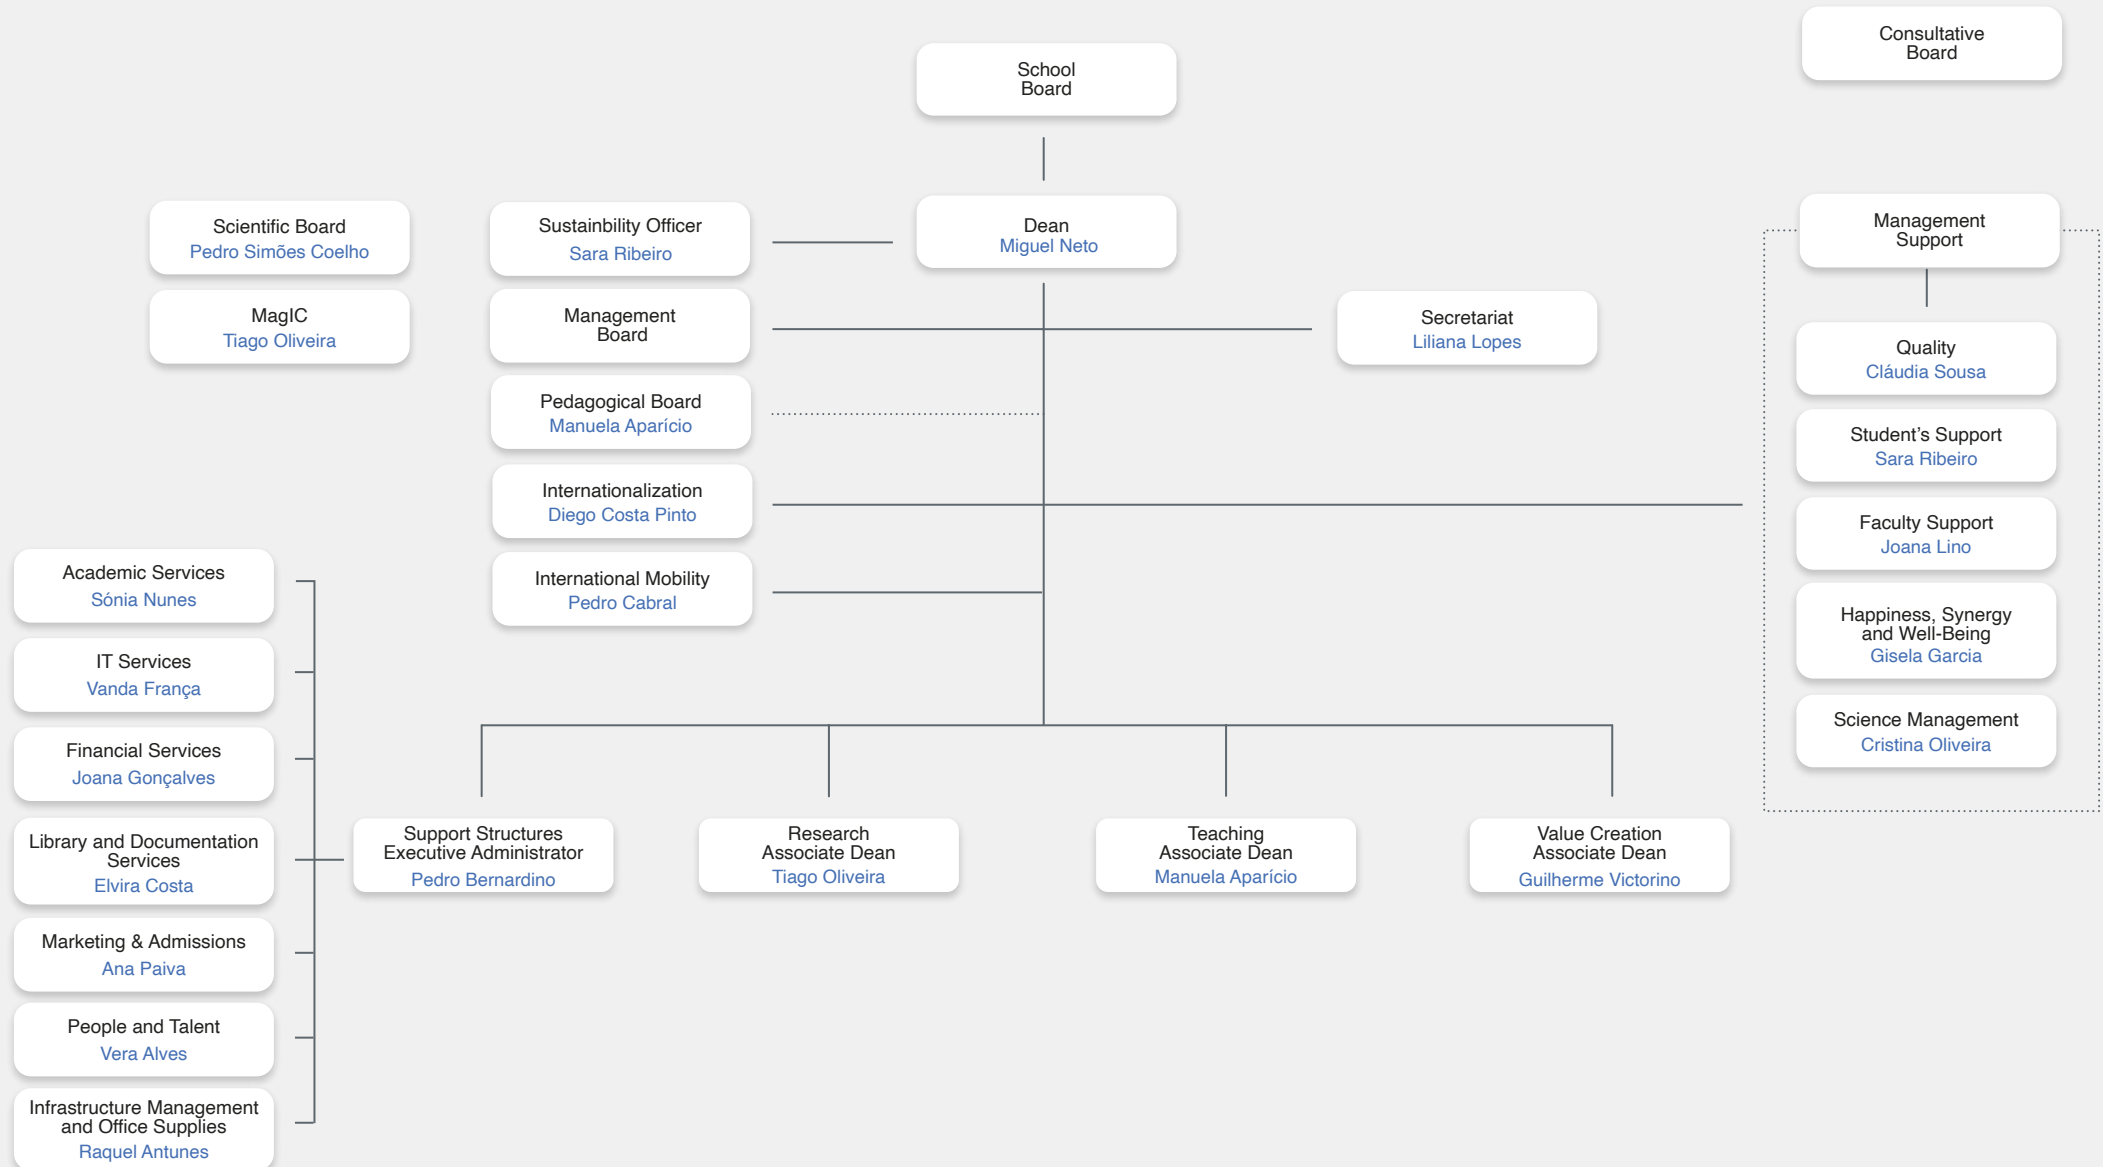 Consultative
Board
School
Board
Scientific Board
Pedro Simões Coelho
MagIC
Tiago Oliveira
Sustainbility Officer
Sara Ribeiro
Management
Board
Pedagogical Board
Manuela Aparício
Internationalization
Diego Costa Pinto
International Mobility
Pedro Cabral
Dean
Miguel Neto
Secretariat
Liliana Lopes
Management
Support
Quality
Cláudia Sousa
Student’s Support
Sara Ribeiro
Faculty Support
Joana Lino
Happiness, Synergy
and Well-Being
Gisela Garcia
Science Management
Cristina Oliveira
Academic Services
Sónia Nunes
IT Services
Vanda França
Financial Services
Joana Gonçalves
Library and Documentation
Services
Elvira Costa
Marketing & Admissions
Ana Paiva
People and Talent
Vera Alves
Infrastructure Management
and Office Supplies
Raquel Antunes
Support Structures
Executive Administrator
Pedro Bernardino
Research
Associate Dean
Tiago Oliveira
Teaching
Associate Dean
Manuela Aparício
Value Creation
Associate Dean
Guilherme Victorino